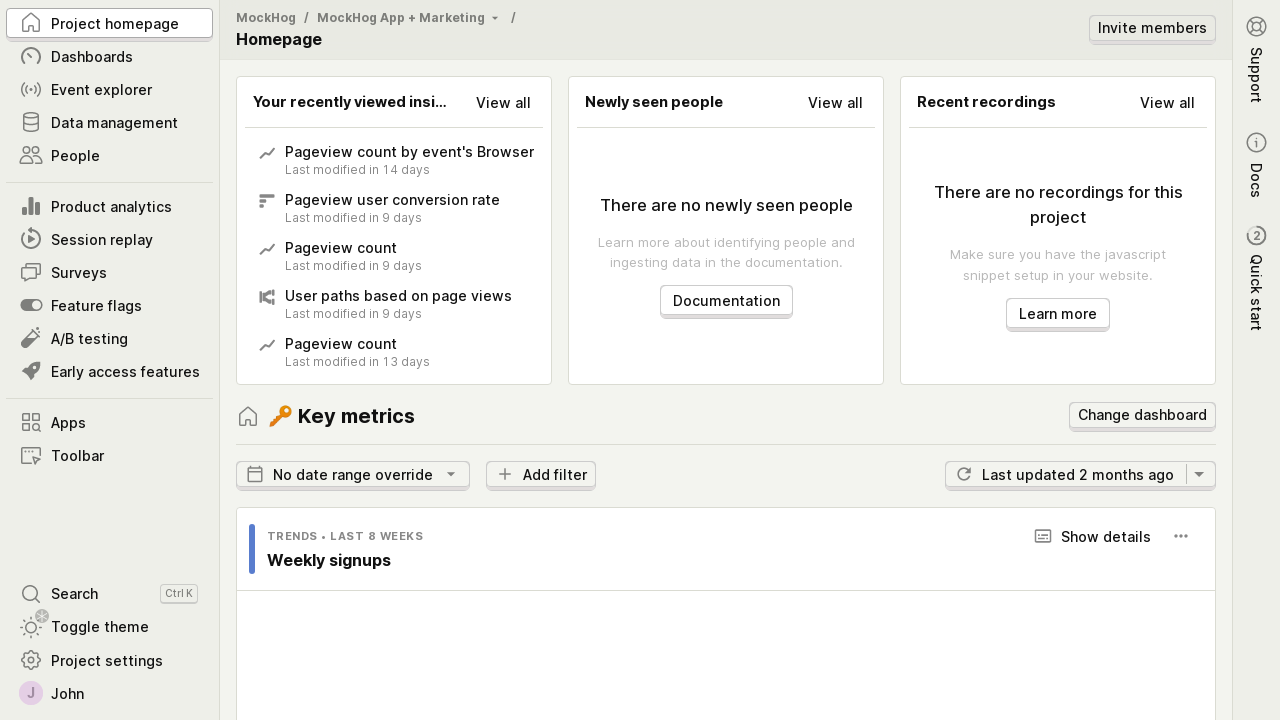 Project homepage
Dashboards
Event explorer
Data management
People
Product analytics
Session replay
Surveys
Feature flags
A/B testing
Early access features
Apps
Toolbar
Search
Ctrl K
Toggle theme
Project settings
J
John
MockHog / MockHog App + Marketing /
Homepage
Invite members
Your recently viewed insi...
View all
Pageview count by event's Browser
Last modified in 14 days
Pageview user conversion rate
Last modified in 9 days
Pageview count
Last modified in 9 days
User paths based on page views
Last modified in 9 days
Pageview count
Last modified in 13 days
Newly seen people
View all
There are no newly seen people
Learn more about identifying people and
ingesting data in the documentation.
Documentation
Recent recordings
View all
There are no recordings for this
project
Make sure you have the javascript
snippet setup in your website.
Learn more
🔑 Key metrics
Change dashboard
No date range override
Add filter
Last updated 2 months ago
TRENDS • LAST 8 WEEKS
Weekly signups
Show details
Support
Docs
2
Quick start